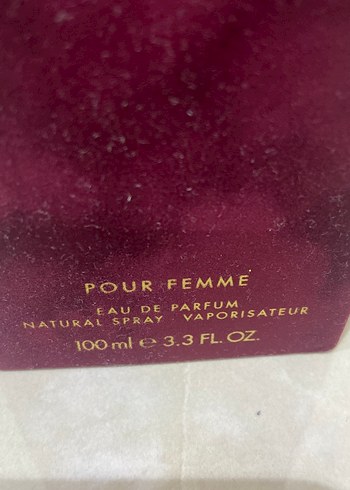 POUR FEMME
EAU DE PARFUM
NATURAL SPRAY VAPORISATEUR
100 ml ℮ 3.3 FL. OZ.